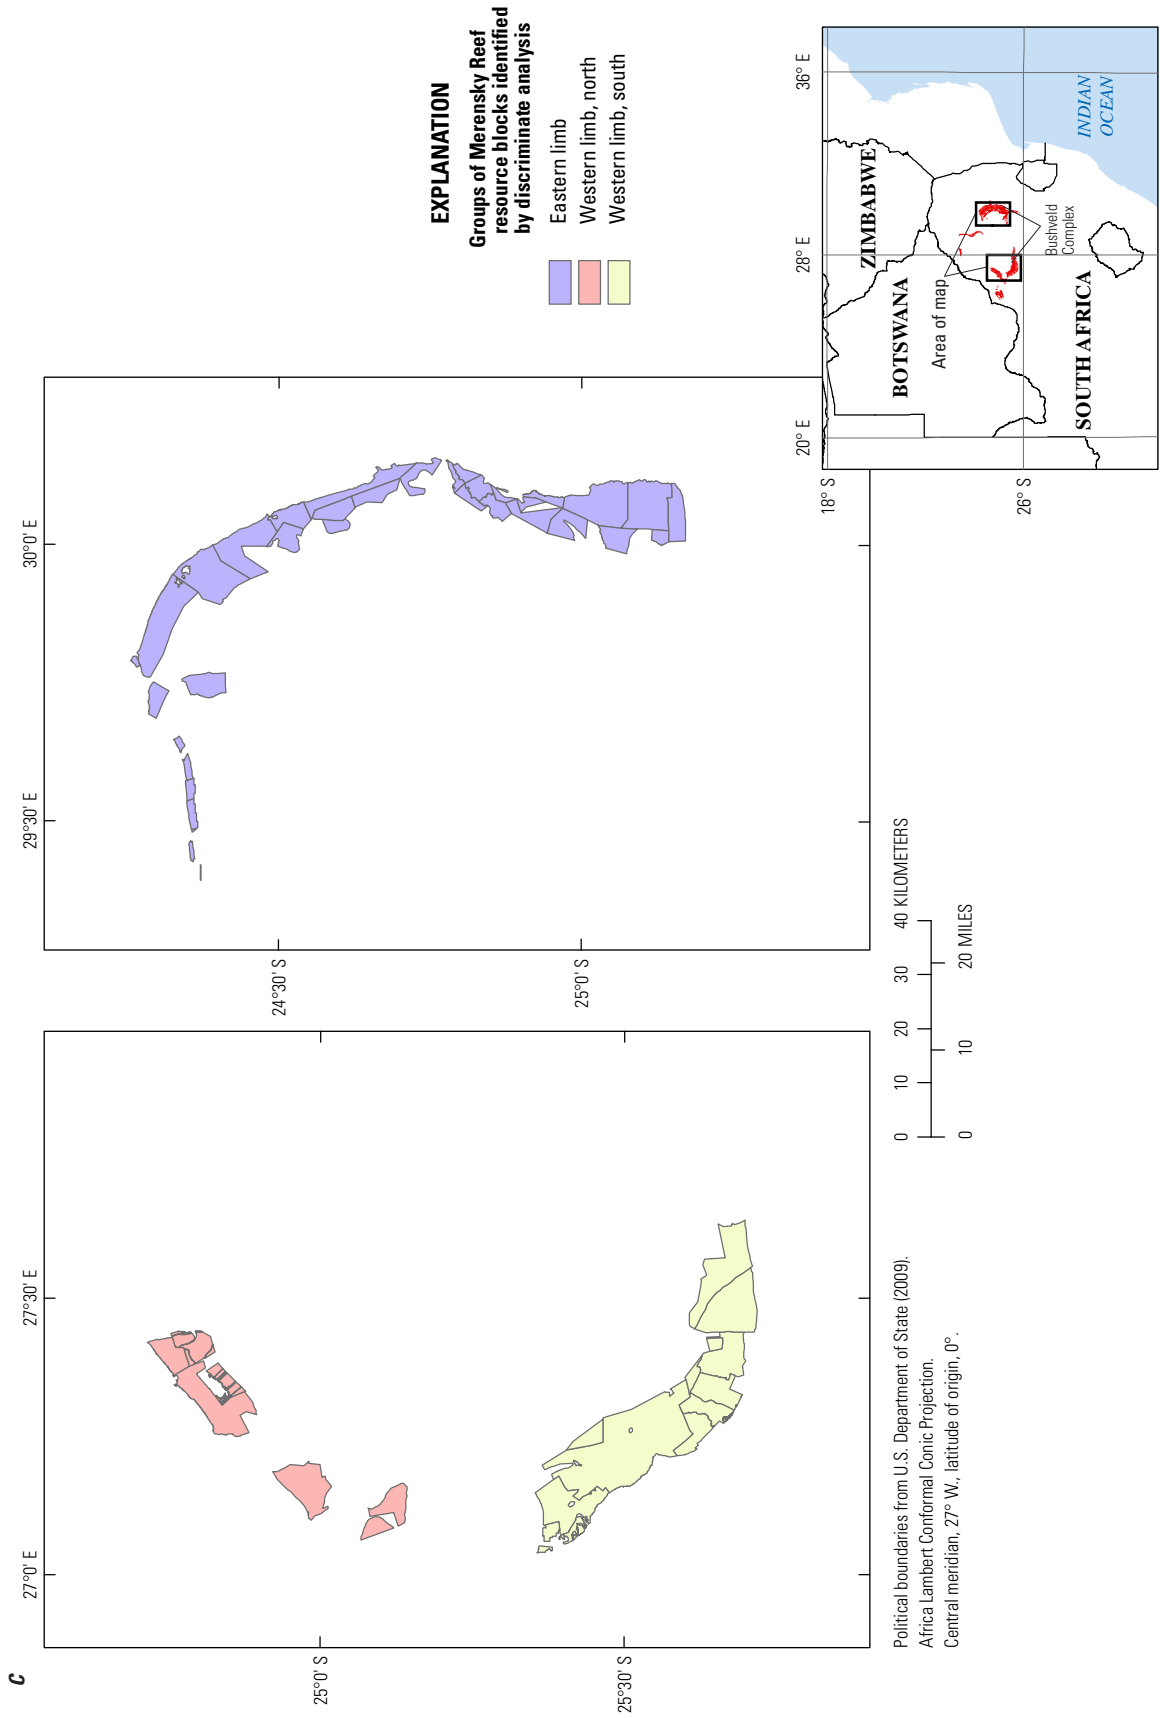 C
27°0' E
27°30' E
29°30' E
30°0' E
25°0' S
25°30' S
24°30' S
25°0' S
EXPLANATION
Groups of Merensky Reef
resource blocks identified
by discriminate analysis
Eastern limb
Western limb, north
Western limb, south
Political boundaries from U.S. Department of State (2009).
Africa Lambert Conformal Conic Projection.
Central meridian, 27° W., latitude of origin, 0°.
0 10 20 30 40 KILOMETERS
0 10 20 MILES
20° E
28° E
36° E
18° S
26° S
ZIMBABWE
BOTSWANA
Area of map
SOUTH AFRICA
Bushveld
Complex
INDIAN
OCEAN